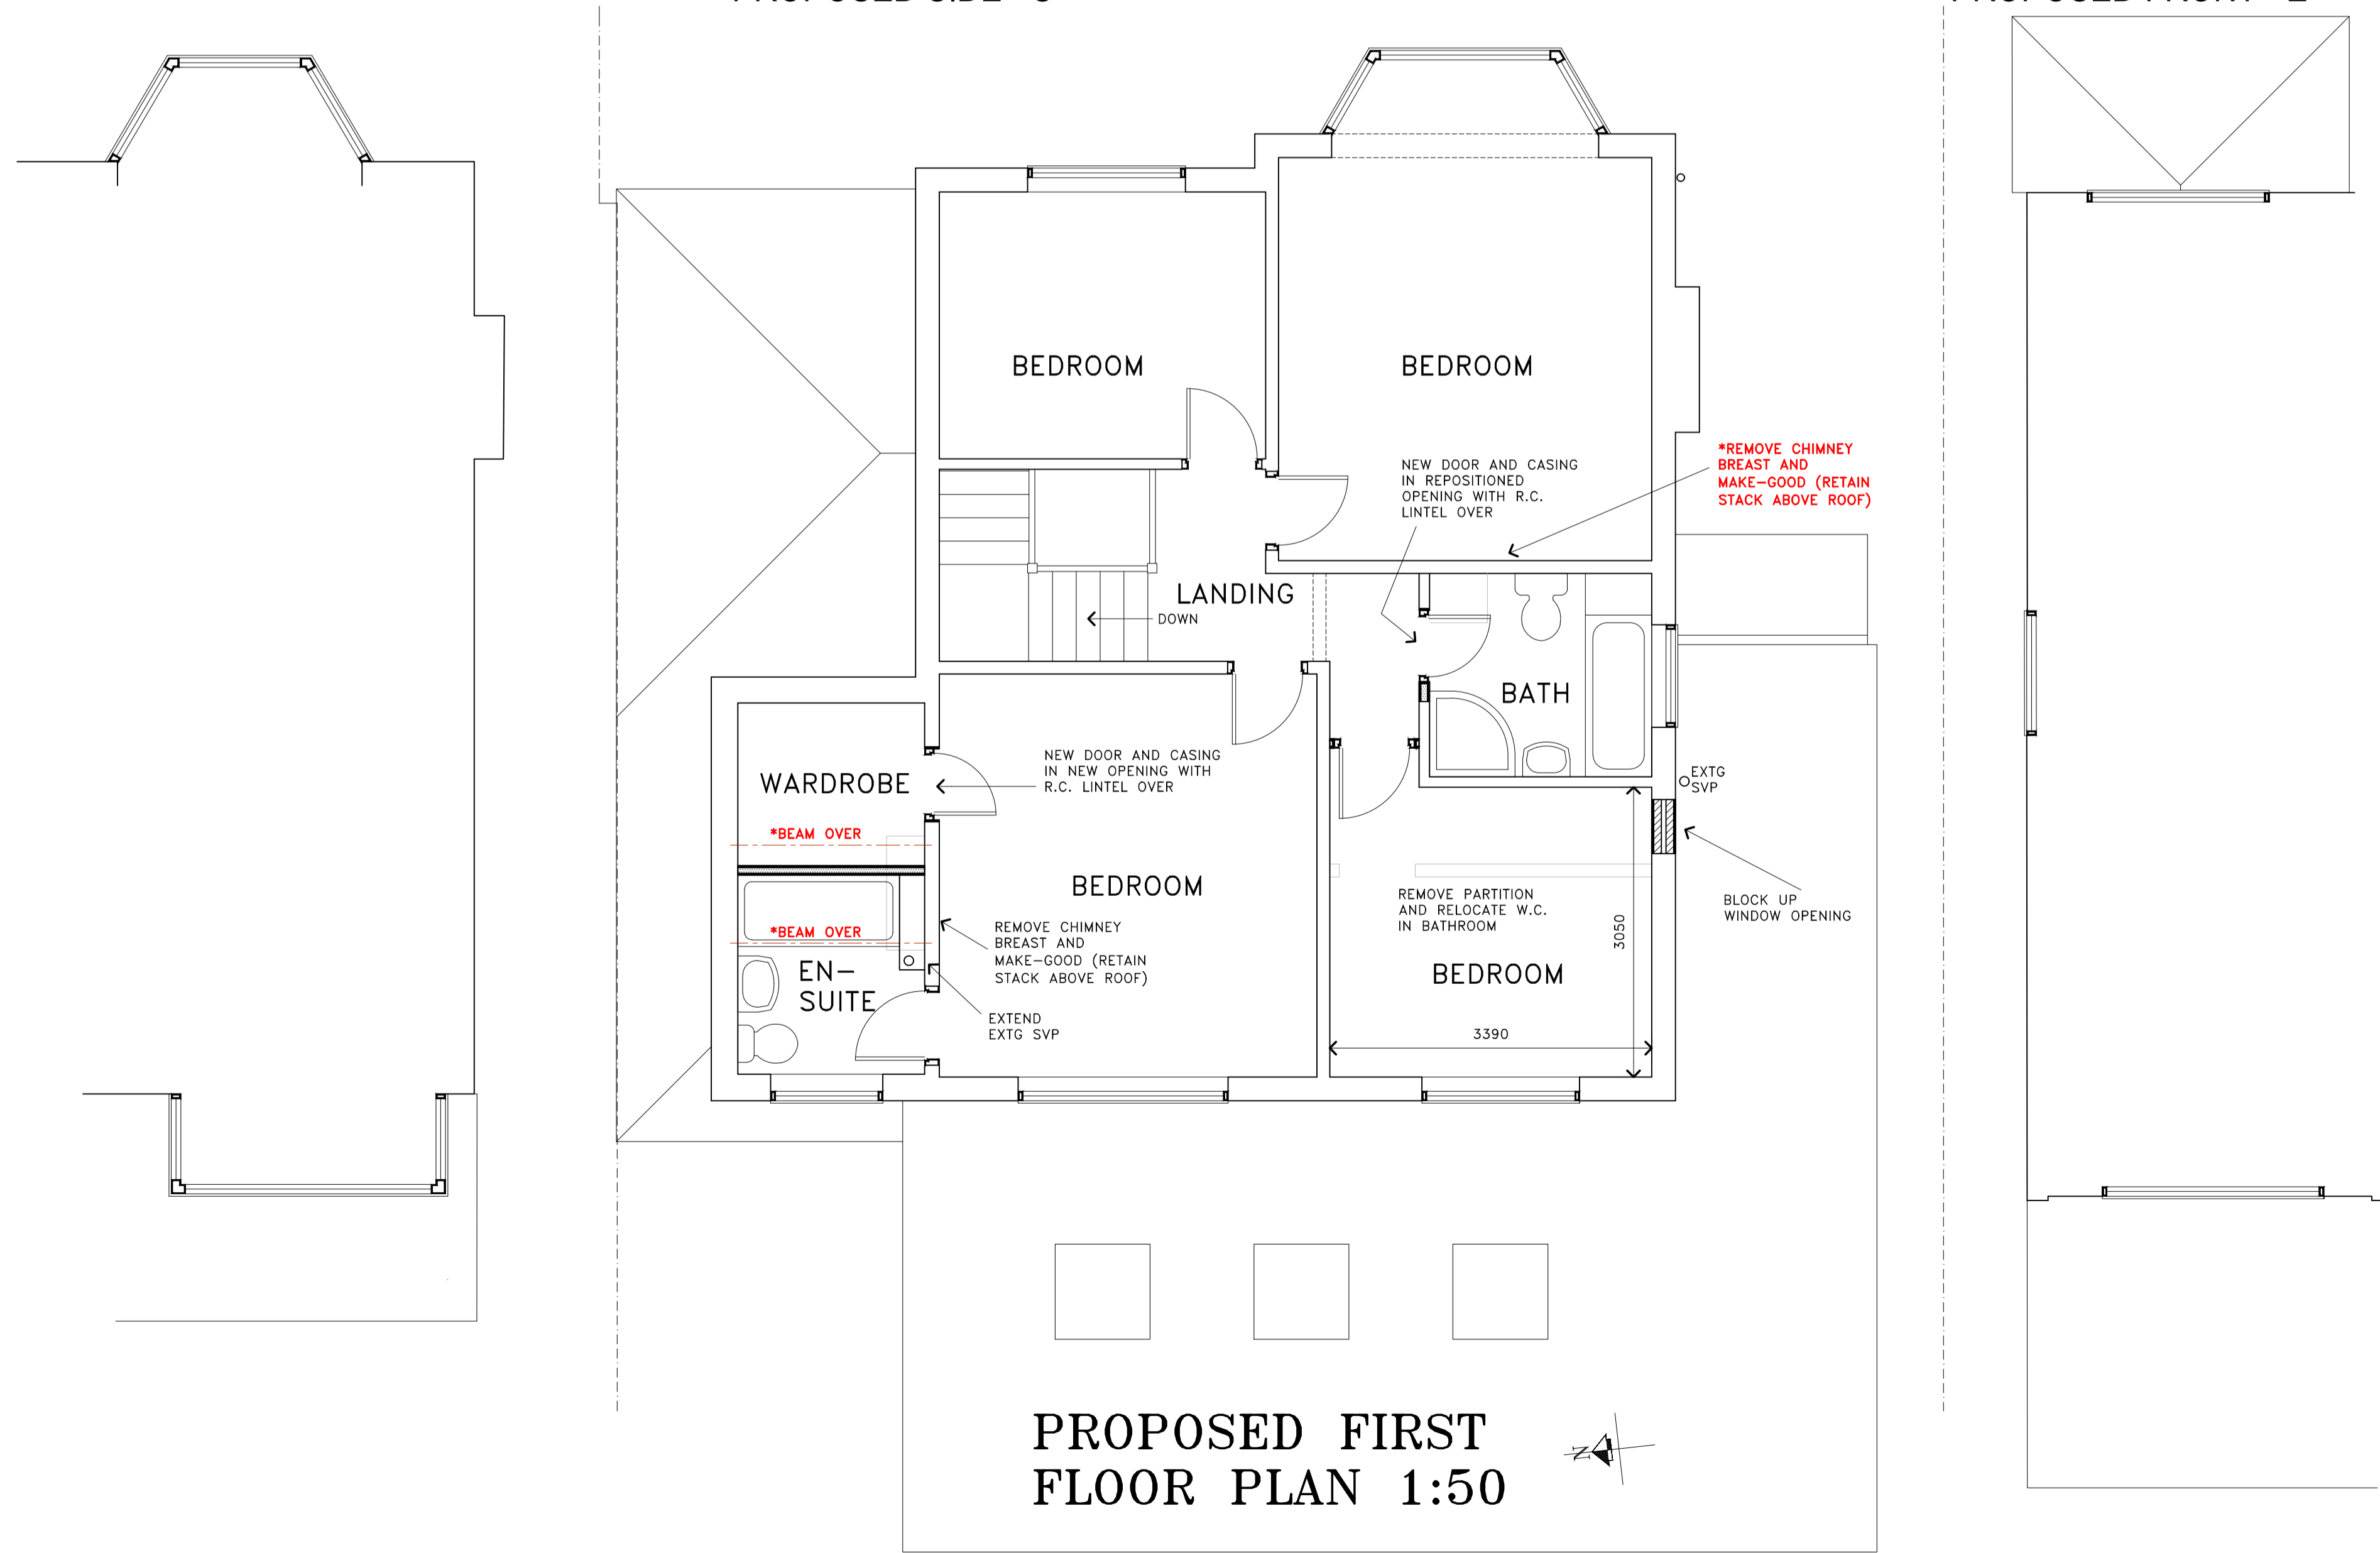 BEDROOM
BEDROOM
*REMOVE CHIMNEY
BREAST AND
MAKE-GOOD (RETAIN
STACK ABOVE ROOF)
NEW DOOR AND CASING
IN REPOSITIONED
OPENING WITH R.C.
LINTEL OVER
LANDING
DOWN
BATH
NEW DOOR AND CASING
IN NEW OPENING WITH
R.C. LINTEL OVER
WARDROBE
*BEAM OVER
EXTG
SVP
BEDROOM
REMOVE PARTITION
AND RELOCATE W.C.
IN BATHROOM
BLOCK UP
WINDOW OPENING
3050
*BEAM OVER
REMOVE CHIMNEY
BREAST AND
MAKE-GOOD (RETAIN
STACK ABOVE ROOF)
EN-
SUITE
BEDROOM
EXTEND
EXTG SVP
3390
PROPOSED FIRST
FLOOR PLAN 1:50
N